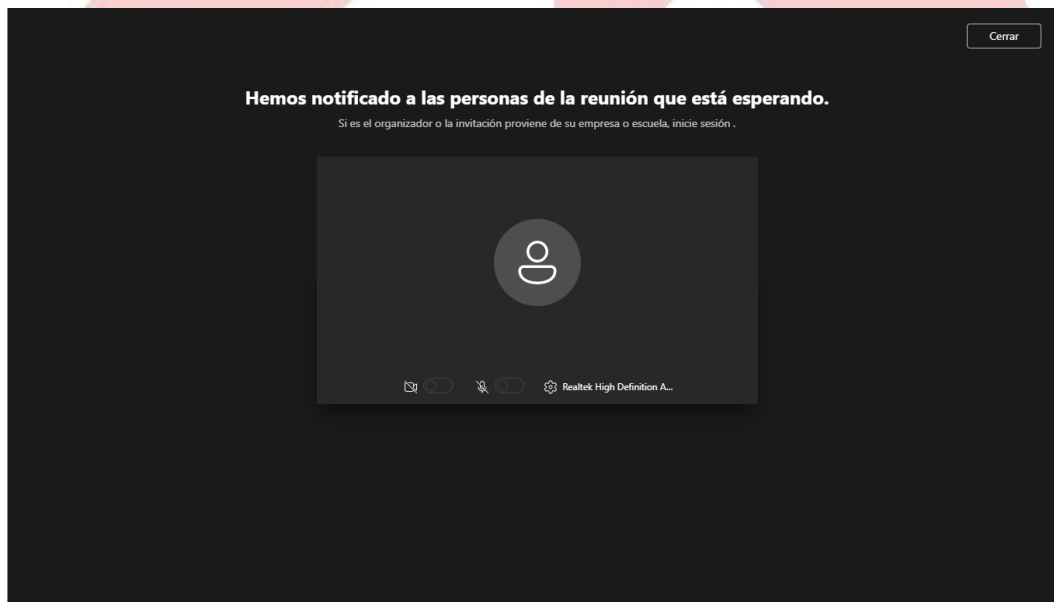 Cerrar
Hemos notificado a las personas de la reunión que está esperando.
Si es el organizador o la invitación proviene de su empresa o escuela, inicie sesión .
Realtek High Definition A...